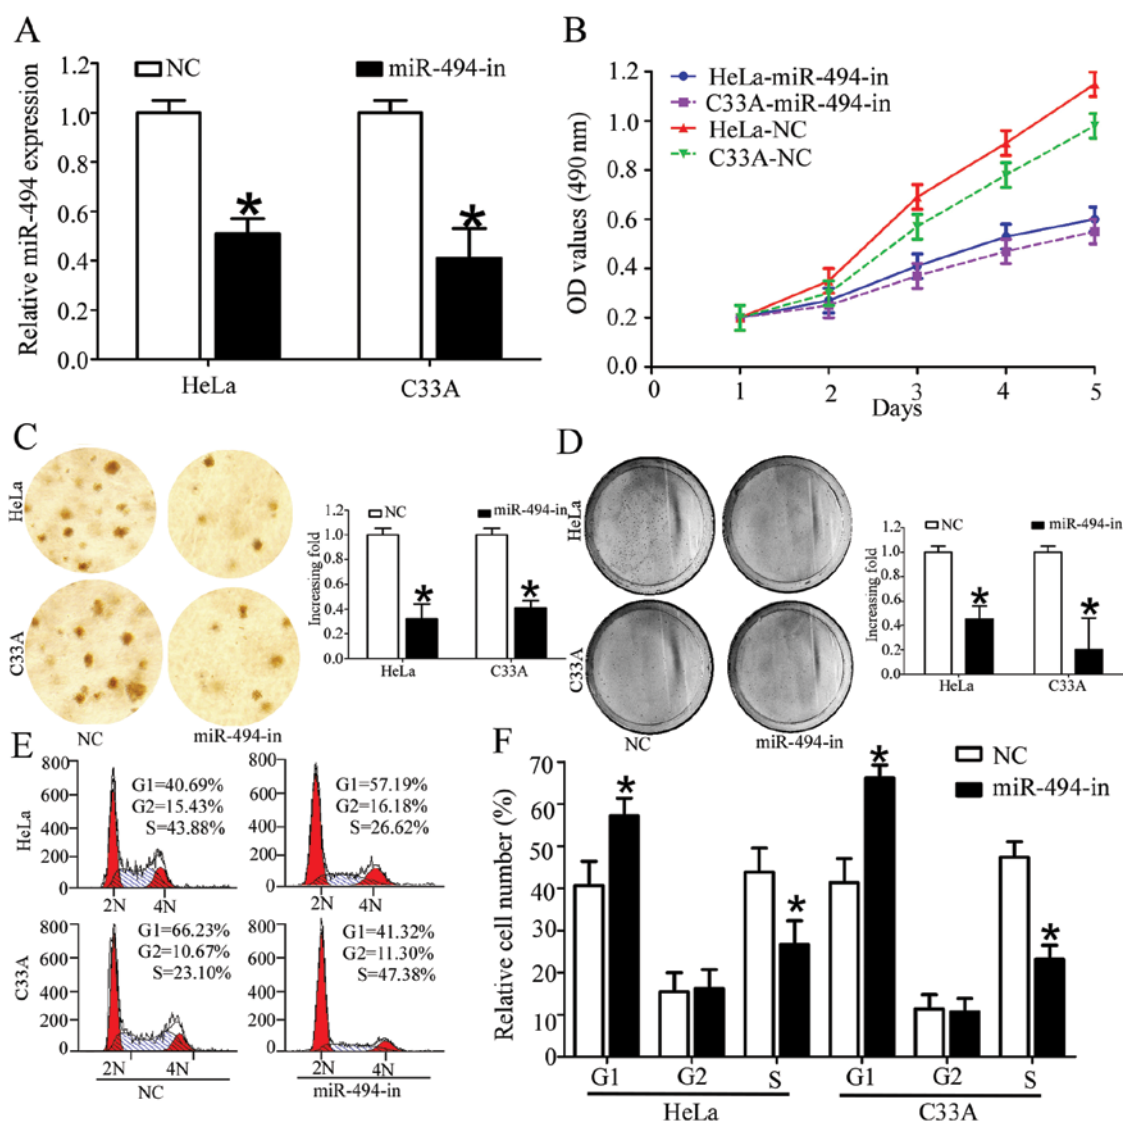 A
Relative miR-494 expression
NC
miR-494-in
1.2
1.0
0.8
0.6
0.4
0.2
0.0
*
*
HeLa
C33A
B
OD values (490 nm)
1.2
1.0
0.8
0.6
0.4
0.2
0.0
HeLa-miR-494-in
C33A-miR-494-in
HeLa-NC
C33A-NC
0 1 2 3 4 5
Days
C
HeLa
C33A
NC
miR-494-in
Increasing fold
NC
miR-494-in
1.2
1.0
0.8
0.6
0.4
0.2
0.0
*
*
HeLa
C33A
D
HeLa
C33A
NC
miR-494-in
Increasing fold
NC
miR-494-in
1.2
1.0
0.8
0.6
0.4
0.2
0.0
*
*
HeLa
C33A
E
HeLa
800
600
400
200
0
G1=40.69%
G2=15.43%
S=43.88%
2N 4N
800
600
400
200
0
G1=57.19%
G2=16.18%
S=26.62%
2N 4N
C33A
800
600
400
200
0
G1=66.23%
G2=10.67%
S=23.10%
2N 4N
NC
800
600
400
200
0
G1=41.32%
G2=11.30%
S=47.38%
2N 4N
miR-494-in
F
Relative cell number (%)
NC
miR-494-in
70
60
50
40
30
20
10
0
*
*
*
*
G1 G2 S G1 G2 S
HeLa
C33A